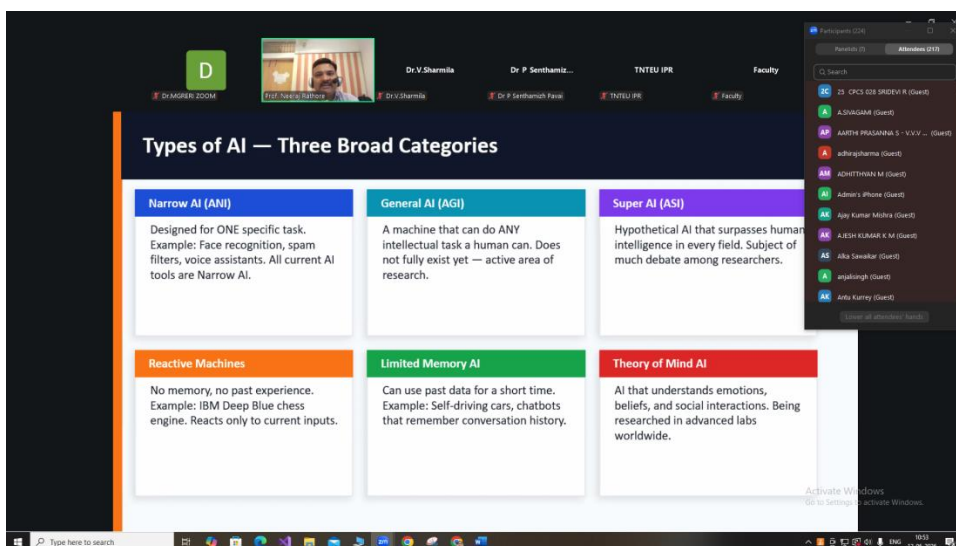 Participants (224)
Panelists (7)
Attendees (217)
Search
D
Dr.MGRERI ZOOM
Prof. Neeraj Rathore
Dr.V.Sharmila
Dr.V.Sharmila
Dr P Senthamiz...
Dr P Senthamizh Pavai
TNTEU IPR
TNTEU IPR
Faculty
Faculty
2C 25 CPCS 028 SRIDEVI R (Guest)
A A.SIVAGAMI (Guest)
AP AARTHI PRASANNA S - V.V.V ... (Guest)
A adhirajsharma (Guest)
AM ADHITTHYAN M (Guest)
AI Admin's iPhone (Guest)
AK Ajay Kumar Mishra (Guest)
AK AJESH KUMAR K M (Guest)
AS Alka Sawaikar (Guest)
A anjalisingh (Guest)
AK Antu Kurrey (Guest)
Lower all attendees' hands
Types of AI — Three Broad Categories
Narrow AI (ANI)
Designed for ONE specific task.
Example: Face recognition, spam
filters, voice assistants. All current AI
tools are Narrow AI.
General AI (AGI)
A machine that can do ANY
intellectual task a human can. Does
not fully exist yet — active area of
research.
Super AI (ASI)
Hypothetical AI that surpasses human
intelligence in every field. Subject of
much debate among researchers.
Reactive Machines
No memory, no past experience.
Example: IBM Deep Blue chess
engine. Reacts only to current inputs.
Limited Memory AI
Can use past data for a short time.
Example: Self-driving cars, chatbots
that remember conversation history.
Theory of Mind AI
AI that understands emotions,
beliefs, and social interactions. Being
researched in advanced labs
worldwide.
Activate Windows
Go to Settings to activate Windows.
Type here to search
ENG
10:53